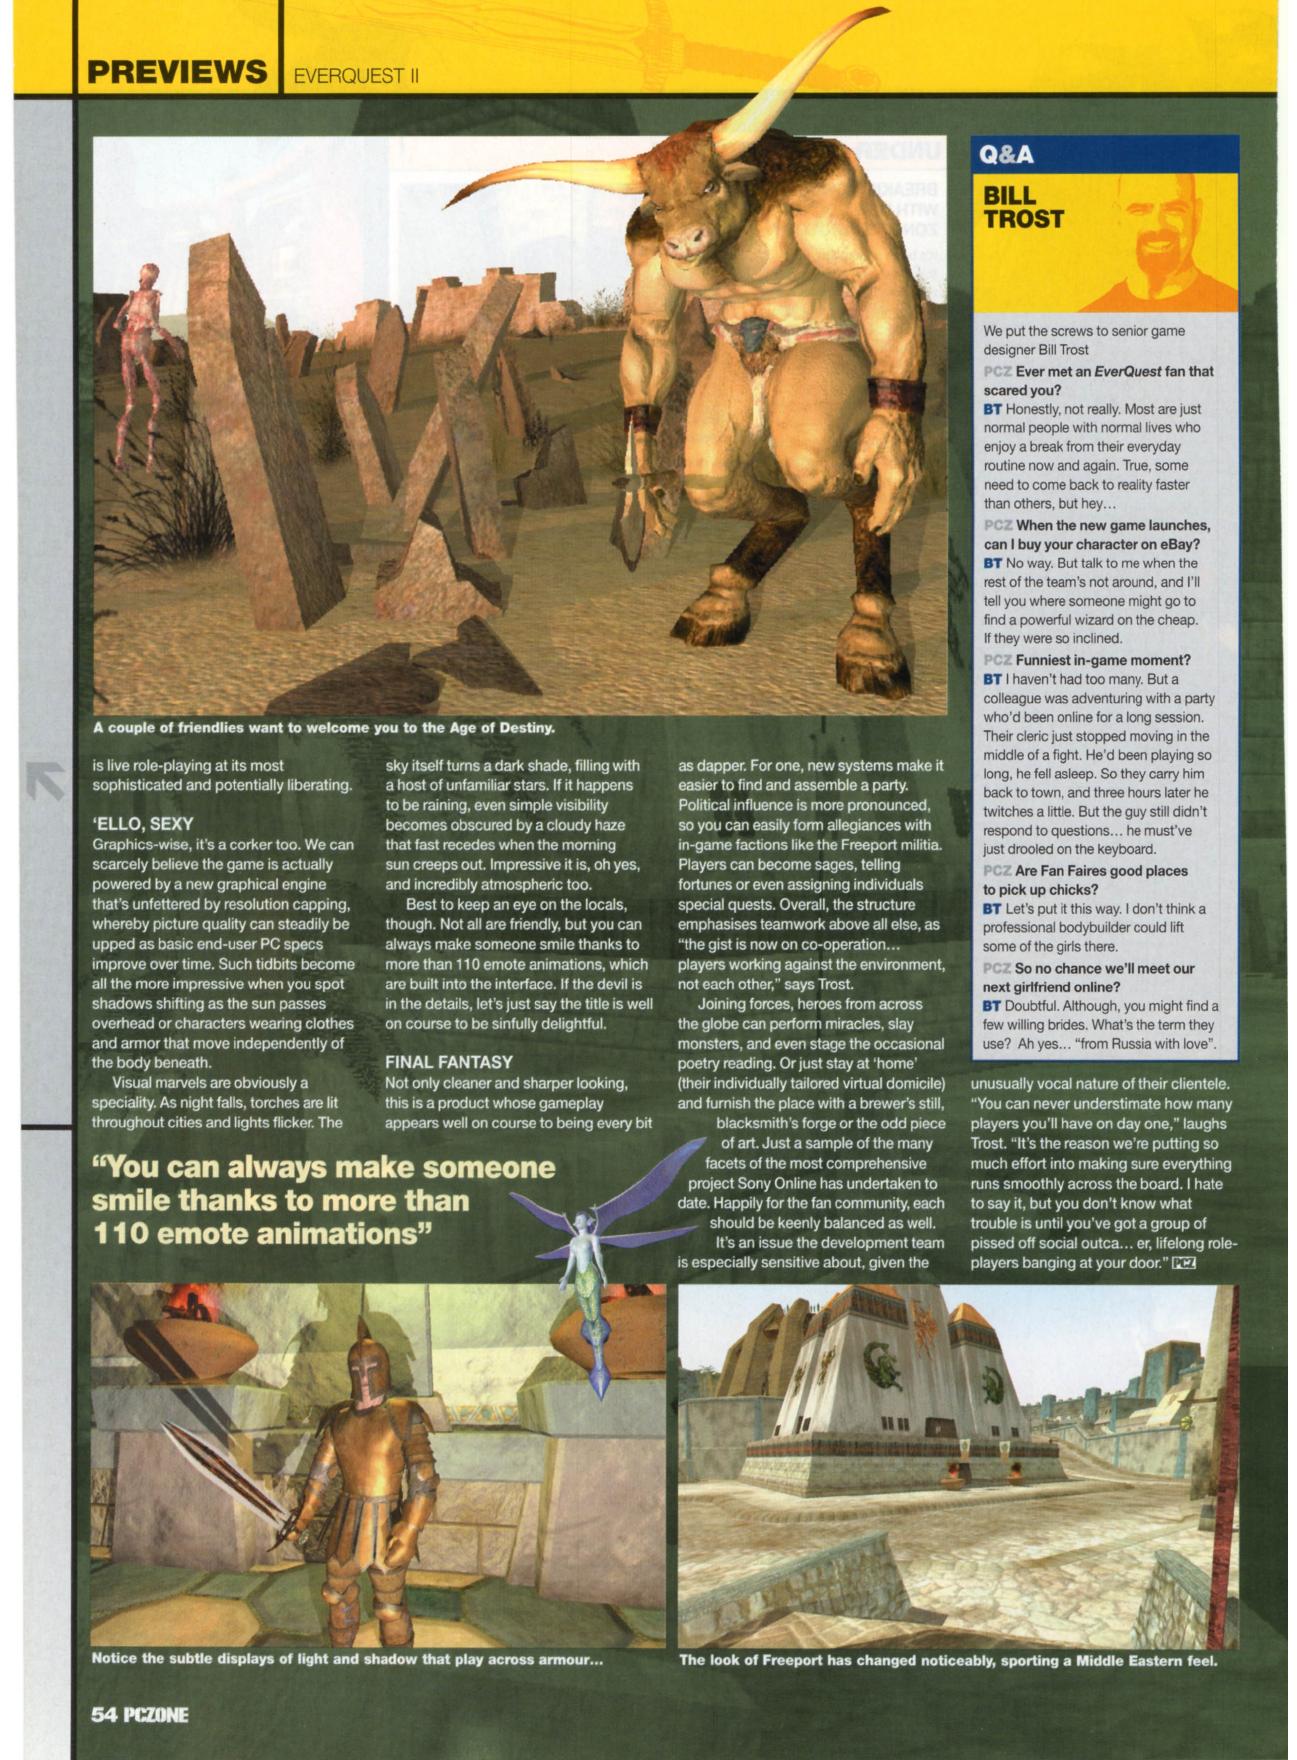 PREVIEWS
EVERQUEST II
A couple of friendlies want to welcome you to the Age of Destiny.
is live role-playing at its most
sophisticated and potentially liberating.
‘ELLO, SEXY
Graphics-wise, it’s a corker too. We can
scarcely believe the game is actually
powered by a new graphical engine
that’s unfettered by resolution capping,
whereby picture quality can steadily be
upped as basic end-user PC specs
improve over time. Such tidbits become
all the more impressive when you spot
shadows shifting as the sun passes
overhead or characters wearing clothes
and armor that move independently of
the body beneath.
Visual marvels are obviously a
speciality. As night falls, torches are lit
throughout cities and lights flicker. The
sky itself turns a dark shade, filling with
a host of unfamiliar stars. If it happens
to be raining, even simple visibility
becomes obscured by a cloudy haze
that fast recedes when the morning
sun creeps out. Impressive it is, oh yes,
and incredibly atmospheric too.
Best to keep an eye on the locals,
though. Not all are friendly, but you can
always make someone smile thanks to
more than 110 emote animations, which
are built into the interface. If the devil is
in the details, let’s just say the title is well
on course to be sinfully delightful.
FINAL FANTASY
Not only cleaner and sharper looking,
this is a product whose gameplay
appears well on course to being every bit
as dapper. For one, new systems make it
easier to find and assemble a party.
Political influence is more pronounced,
so you can easily form allegiances with
in-game factions like the Freeport militia.
Players can become sages, telling
fortunes or even assigning individuals
special quests. Overall, the structure
emphasises teamwork above all else, as
“the gist is now on co-operation…
players working against the environment,
not each other,” says Trost.
Joining forces, heroes from across
the globe can perform miracles, slay
monsters, and even stage the occasional
poetry reading. Or just stay at ‘home’
(their individually tailored virtual domicile)
and furnish the place with a brewer’s still,
blacksmith’s forge or the odd piece
of art. Just a sample of the many
facets of the most comprehensive
project Sony Online has undertaken to
date. Happily for the fan community, each
should be keenly balanced as well.
It’s an issue the development team
is especially sensitive about, given the
unusually vocal nature of their clientele.
“You can never understimate how many
players you’ll have on day one,” laughs
Trost. “It’s the reason we’re putting so
much effort into making sure everything
runs smoothly across the board. I hate
to say it, but you don’t know what
trouble is until you’ve got a group of
pissed off social outca… er, lifelong role-
players banging at your door.” PCZ
“You can always make someone
smile thanks to more than
110 emote animations”
Q&A
BILL
TROST
We put the screws to senior game
designer Bill Trost
PCZ Ever met an EverQuest fan that
scared you?
BT Honestly, not really. Most are just
normal people with normal lives who
enjoy a break from their everyday
routine now and again. True, some
need to come back to reality faster
than others, but hey…
PCZ When the new game launches,
can I buy your character on eBay?
BT No way. But talk to me when the
rest of the team’s not around, and I’ll
tell you where someone might go to
find a powerful wizard on the cheap.
If they were so inclined.
PCZ Funniest in-game moment?
BT I haven’t had too many. But a
colleague was adventuring with a party
who’d been online for a long session.
Their cleric just stopped moving in the
middle of a fight. He’d been playing so
long, he fell asleep. So they carry him
back to town, and three hours later he
twitches a little. But the guy still didn’t
respond to questions… he must’ve
just drooled on the keyboard.
PCZ Are Fan Faires good places
to pick up chicks?
BT Let’s put it this way. I don’t think a
professional bodybuilder could lift
some of the girls there.
PCZ So no chance we’ll meet our
next girlfriend online?
BT Doubtful. Although, you might find a
few willing brides. What’s the term they
use? Ah yes… “from Russia with love”.
Notice the subtle displays of light and shadow that play across armour...
The look of Freeport has changed noticeably, sporting a Middle Eastern feel.
54 PCZONE